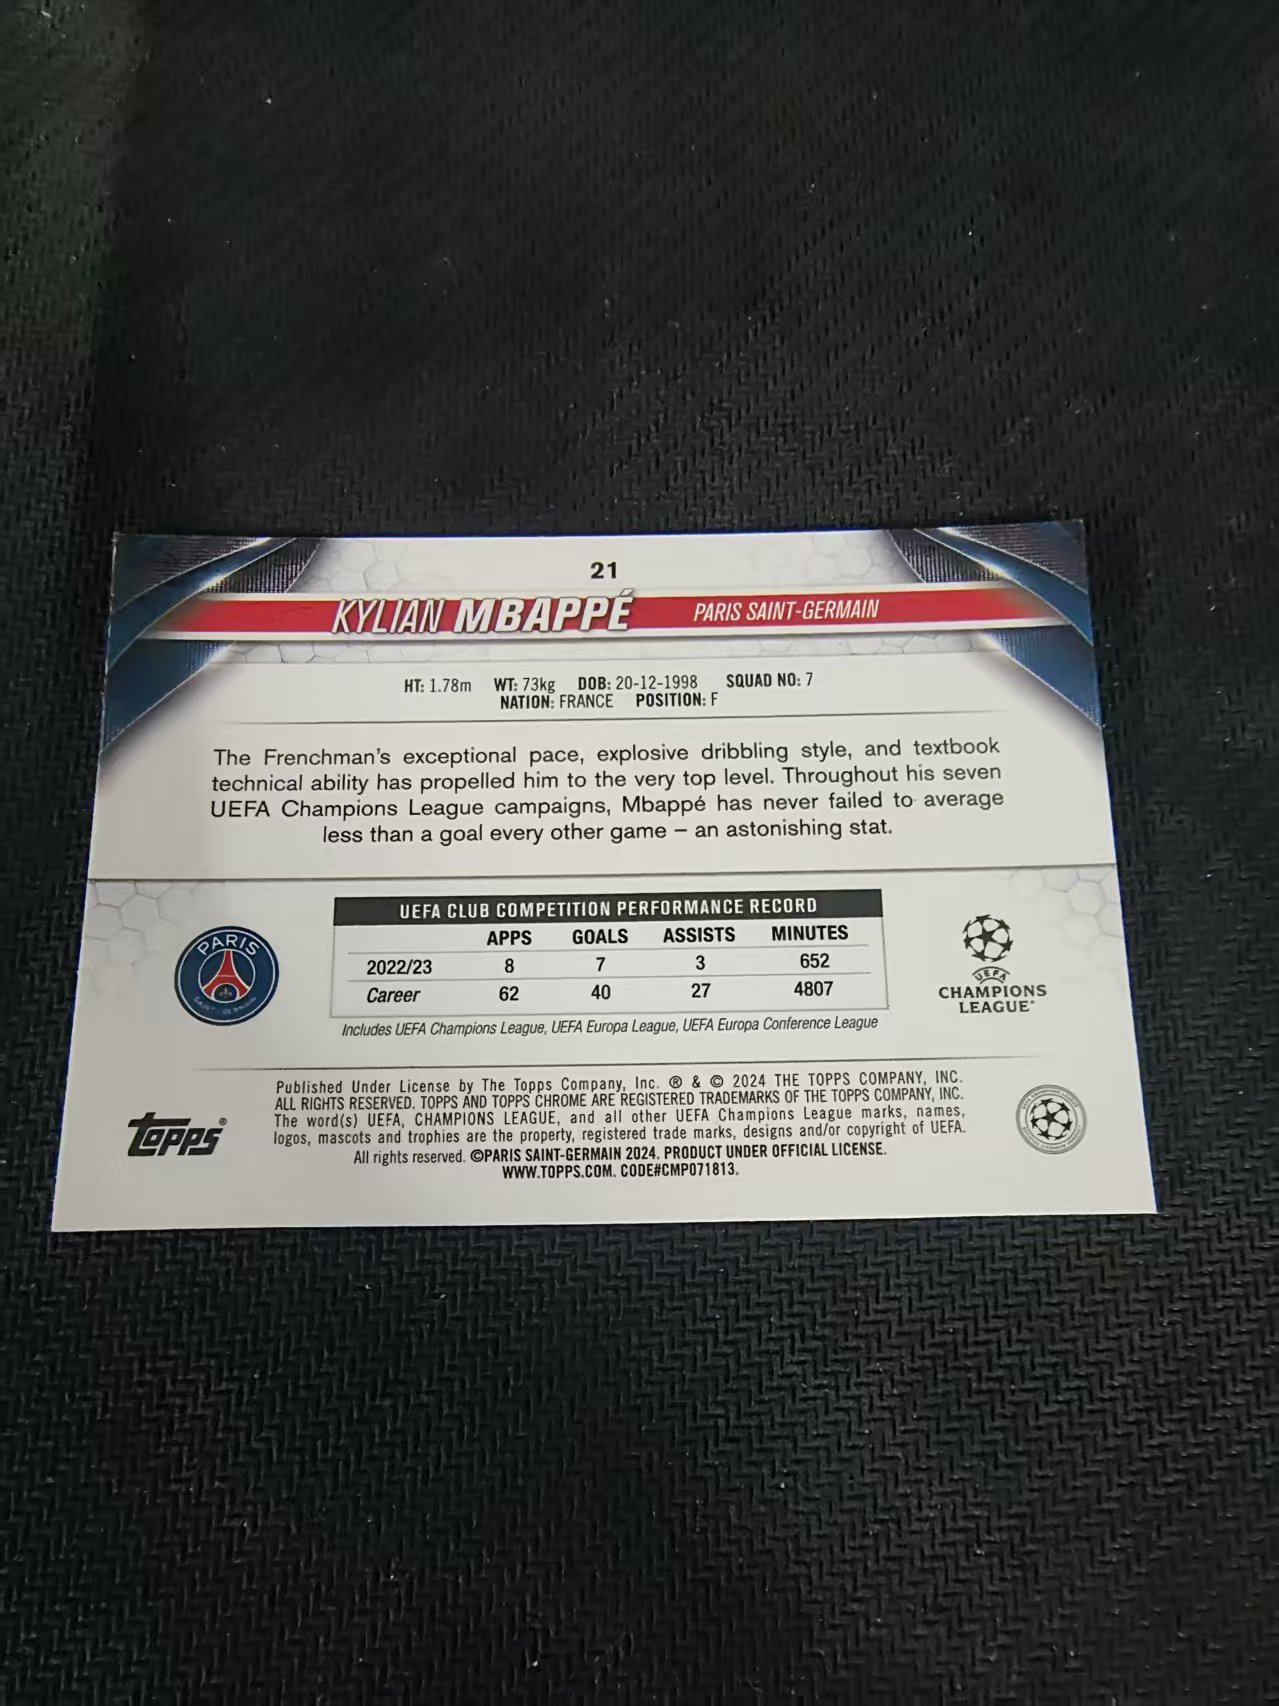 21
KYLIAN MBAPPÉ PARIS SAINT-GERMAIN
HT: 1.78m WT: 73kg DOB: 20-12-1998 SQUAD NO: 7
NATION: FRANCE POSITION: F
The Frenchman's exceptional pace, explosive dribbling style, and textbook
technical ability has propelled him to the very top level. Throughout his seven
UEFA Champions League campaigns, Mbappé has never failed to average
less than a goal every other game – an astonishing stat.
UEFA CLUB COMPETITION PERFORMANCE RECORD
APPS GOALS ASSISTS MINUTES
2022/23 8 7 3 652
Career 62 40 27 4807
Includes UEFA Champions League, UEFA Europa League, UEFA Europa Conference League
PARIS
SAINT-GERMAIN
UEFA
CHAMPIONS
LEAGUE®
Published Under License by The Topps Company, Inc. ® & © 2024 THE TOPPS COMPANY, INC.
ALL RIGHTS RESERVED. TOPPS AND TOPPS CHROME ARE REGISTERED TRADEMARKS OF THE TOPPS COMPANY, INC.
The word(s) UEFA, CHAMPIONS LEAGUE, and all other UEFA Champions League marks, names,
logos, mascots and trophies are the property, registered trade marks, designs and/or copyright of UEFA.
All rights reserved. ©PARIS SAINT-GERMAIN 2024. PRODUCT UNDER OFFICIAL LICENSE.
WWW.TOPPS.COM. CODE#CMP071813.
Topps®